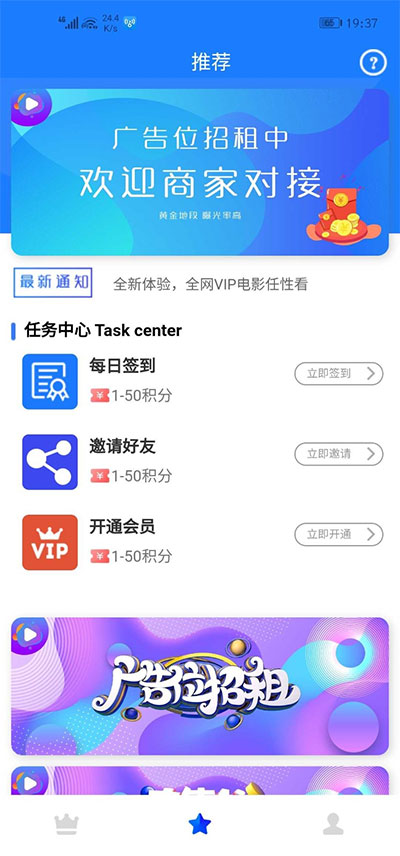 4G 24.4 K/s 66 19:37
推荐
?
广告位招租中
欢迎商家对接
黄金地段 曝光率高
最新通知 全新体验，全网VIP电影任性看
任务中心 Task center
每日签到
1-50积分
立即签到
邀请好友
1-50积分
立即邀请
VIP
开通会员
1-50积分
立即开通
广告位招租